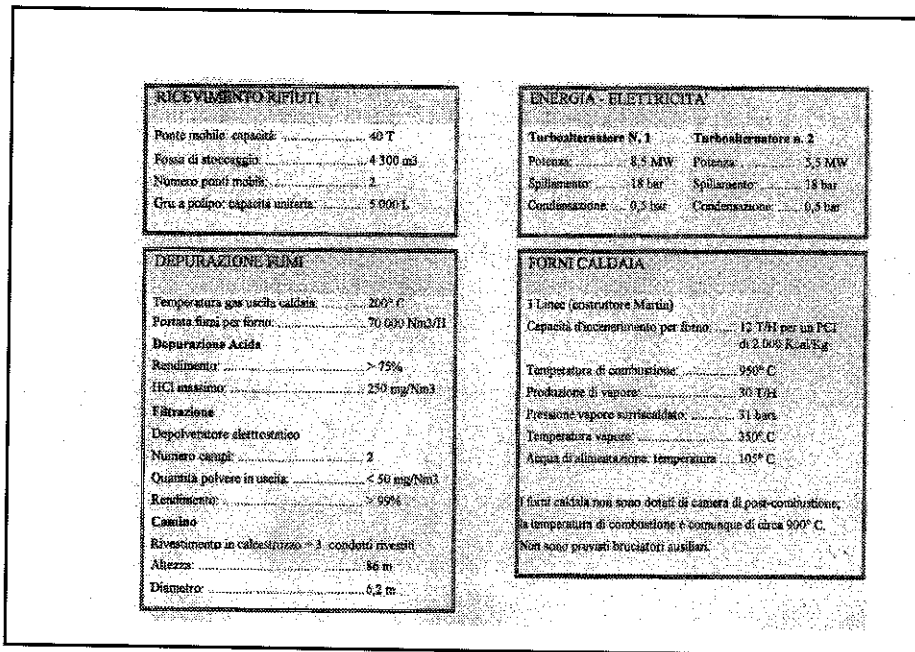 RICEVIMENTO RIFIUTI
Ponte mobile: capacità: .................... 40 T
Fossa di stoccaggio: .................... 4 300 m3
Numero ponti mobili: .................... 2
Gru a polipo: capacità unitaria: .................... 5 000 L
DEPURAZIONE FUMI
Temperatura gas uscita caldaia: .................... 200° C
Portata fumi per forno: .................... 70 000 Nm3/H
Depurazione Acida
Rendimento: .................... > 75%
HCl massimo: .................... 250 mg/Nm3
Filtrazione
Depolveratore elettrostatico
Numero campi: .................... 2
Quantità polvere in uscita: .................... < 50 mg/Nm3
Rendimento: .................... > 99%
Camino
Rivestimento in calcestruzzo + 3 condotti rivestiti
Altezza: .................... 86 m
Diametro: .................... 6,2 m
ENERGIA - ELETTRICITA'
Turboalternatore N. 1 Turboalternatore n. 2
Potenza: .......... 8,5 MW Potenza: .......... 5,5 MW
Spillamento: .......... 18 bar Spillamento: .......... 18 bar
Condensazione: ..... 0,5 bar Condensazione: ..... 0,5 bar
FORNI CALDAIA
3 Linee (costruttore Martin)
Capacità d'incenerimento per forno: ...... 12 T/H per un PCI
di 2 000 Kcal/Kg
Temperatura di combustione: .......... 950° C
Produzione di vapore: .......... 30 T/H
Pressione vapore surriscaldato: .......... 31 bars
Temperatura vapore: .......... 350° C
Acqua di alimentazione: temperatura ..... 105° C
I forni caldaia non sono dotati di camera di post-combustione,
la temperatura di combustione è comunque di circa 900° C.
Non sono previsti bruciatori ausiliari.